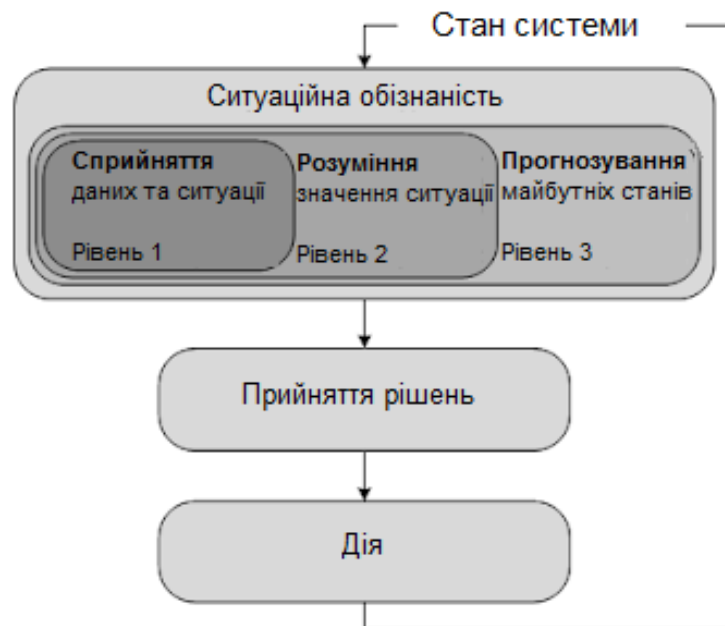 Стан системи
Ситуаційна обізнаність
Сприйняття
даних та ситуації
Рівень 1
Розуміння
значення ситуації
Рівень 2
Прогнозування
майбутніх станів
Рівень 3
Прийняття рішень
Дія